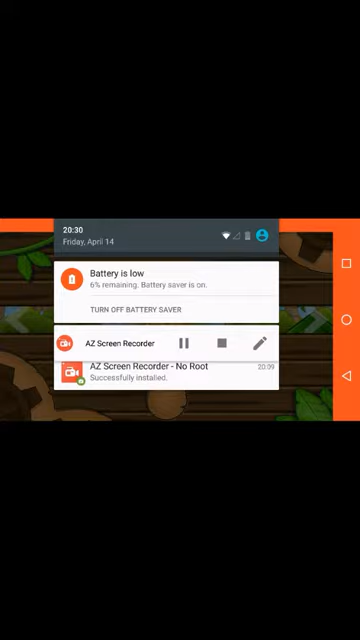 20:30
Friday, April 14
Battery is low
6% remaining. Battery saver is on.
TURN OFF BATTERY SAVER
AZ Screen Recorder
AZ Screen Recorder - No Root
20:09
Successfully installed.